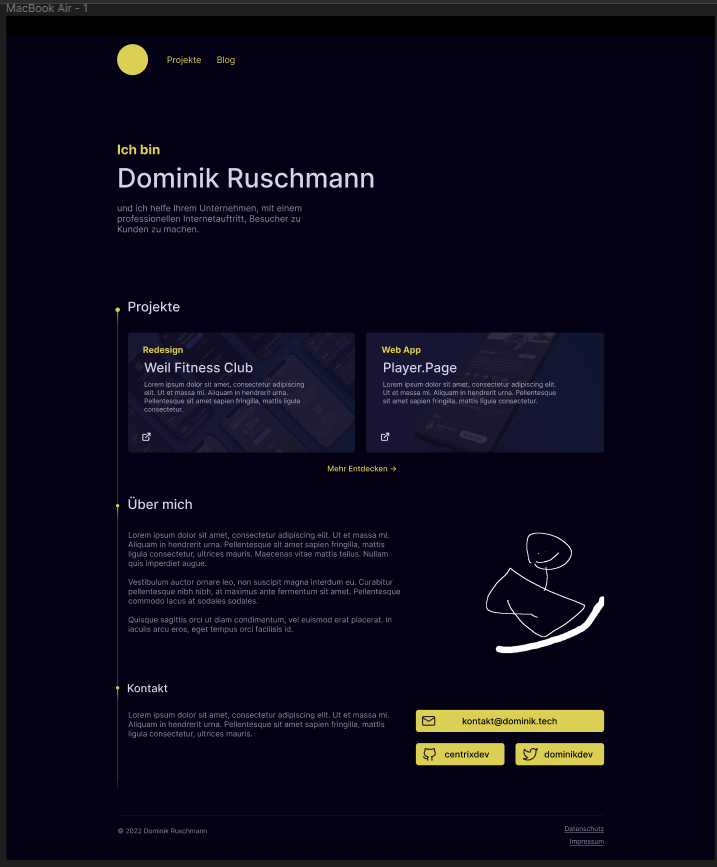 MacBook Air - 1
Projekte Blog
Ich bin
Dominik Ruschmann
und ich helfe Ihrem Unternehmen, mit einem
professionellen Internetauftritt, Besucher zu
Kunden zu machen.
Projekte
Redesign
Weil Fitness Club
Lorem ipsum dolor sit amet, consectetur adipiscing
elit. Ut et massa mi. Aliquam in hendrerit urna.
Pellentesque sit amet sapien fringilla, mattis ligula
consectetur.
Web App
Player.Page
Lorem ipsum dolor sit amet, consectetur adipiscing
elit. Ut et massa mi. Aliquam in hendrerit urna. Pellentesque
sit amet sapien fringilla, mattis ligula consectetur.
Mehr Entdecken →
Über mich
Lorem ipsum dolor sit amet, consectetur adipiscing elit. Ut et massa mi.
Aliquam in hendrerit urna. Pellentesque sit amet sapien fringilla, mattis
ligula consectetur, ultrices mauris. Maecenas vitae mattis tellus. Nullam
quis imperdiet augue.
Vestibulum auctor ornare leo, non suscipit magna interdum eu. Curabitur
pellentesque nibh nibh, at maximus ante fermentum sit amet. Pellentesque
commodo lacus at sodales sodales.
Quisque sagittis orci ut diam condimentum, vel euismod erat placerat. In
iaculis arcu eros, eget tempus orci facilisis id.
Kontakt
Lorem ipsum dolor sit amet, consectetur adipiscing elit. Ut et massa mi.
Aliquam in hendrerit urna. Pellentesque sit amet sapien fringilla, mattis
ligula consectetur, ultrices mauris.
kontakt@dominik.tech
centrixdev
dominikdev
© 2022 Dominik Ruschmann
Datenschutz
Impressum